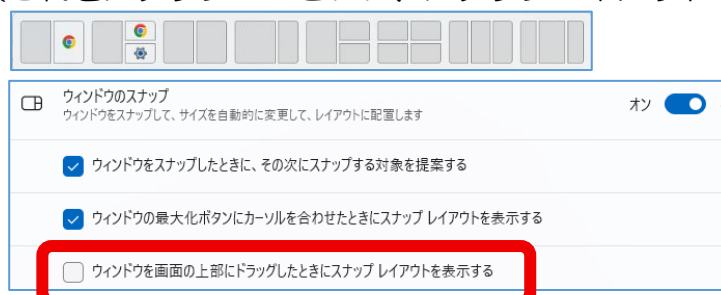 ウィンドウのスナップ
ウィンドウをスナップして、サイズを自動的に変更して、レイアウトに配置します
オン
ウィンドウをスナップしたときに、その次にスナップする対象を提案する
ウィンドウの最大化ボタンにカーソルを合わせたときにスナップ レイアウトを表示する
ウィンドウを画面の上部にドラッグしたときにスナップ レイアウトを表示する